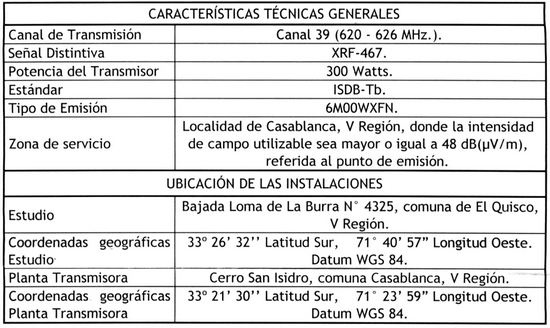 CARACTERÍSTICAS TÉCNICAS GENERALES
Canal de Transmisión Canal 39 (620 - 626 MHz.).
Señal Distintiva XRF-467.
Potencia del Transmisor 300 Watts.
Estándar ISDB-Tb.
Tipo de Emisión 6M00WXFN.
Zona de servicio Localidad de Casablanca, V Región, donde la intensidad
de campo utilizable sea mayor o igual a 48 dB(µV/m),
referida al punto de emisión.
UBICACIÓN DE LAS INSTALACIONES
Estudio Bajada Loma de La Burra N° 4325, comuna de El Quisco,
V Región.
Coordenadas geográficas 33º 26' 32'' Latitud Sur, 71° 40' 57" Longitud Oeste.
Estudio Datum WGS 84.
Planta Transmisora Cerro San Isidro, comuna Casablanca, V Región.
Coordenadas geográficas 33º 21' 30'' Latitud Sur, 71° 23' 59" Longitud Oeste.
Planta Transmisora Datum WGS 84.